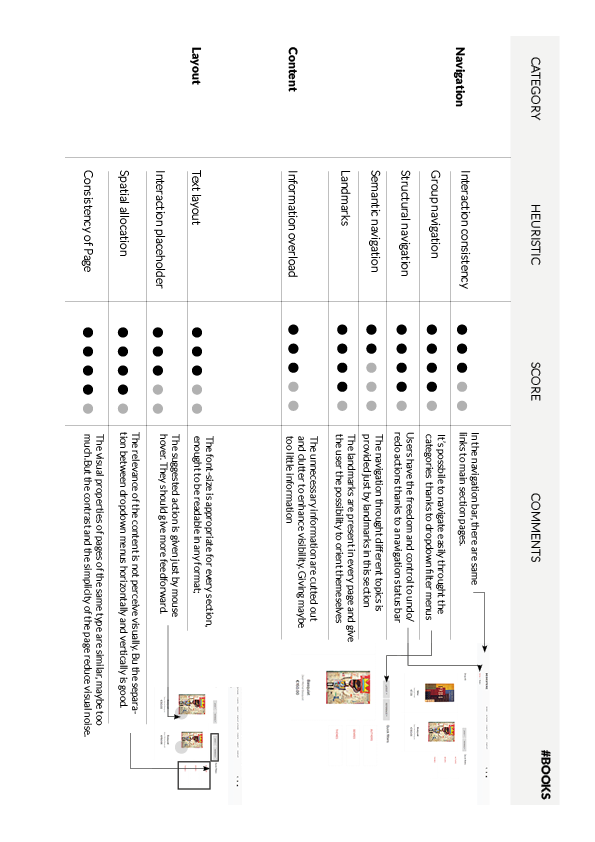 CATEGORY
HEURISTIC
SCORE
COMMENTS
#BOOKS
Navigation
Interaction consistency
In the navigation bar, there are same
links to main section pages.
Group navigation
It's possibile to navigate easily throught the
categories thanks to dropdown filter menus
Structural navigation
Users have the freedom and control to undo/
redo actions thanks to a navigation status bar
Semantic navigation
The navigation throught different topics is
provided just by landmarks in this section
Landmarks
The landmarks are present in every page and give
the user the possibility to orient themeselves
Content
Information overload
The unnecessary information are cutted out
and clutter to enhance visibility. Giving maybe
too little information
Layout
Text layout
The font-size is appropriate for every section,
enought to be readable in any format;
Interaction placeholder
The suggested action is given just by mouse
hover. They should give more feedforward.
Spatial allocation
The relevance of the content is not perceive visually. Bu the separa-
tion between dropdown menus horizontally and vertically is good.
Consistency of Page
The visual properties of pages of the same type are similar, maybe too
much.But the contrast and the simplicity of the page reduce visual noise.